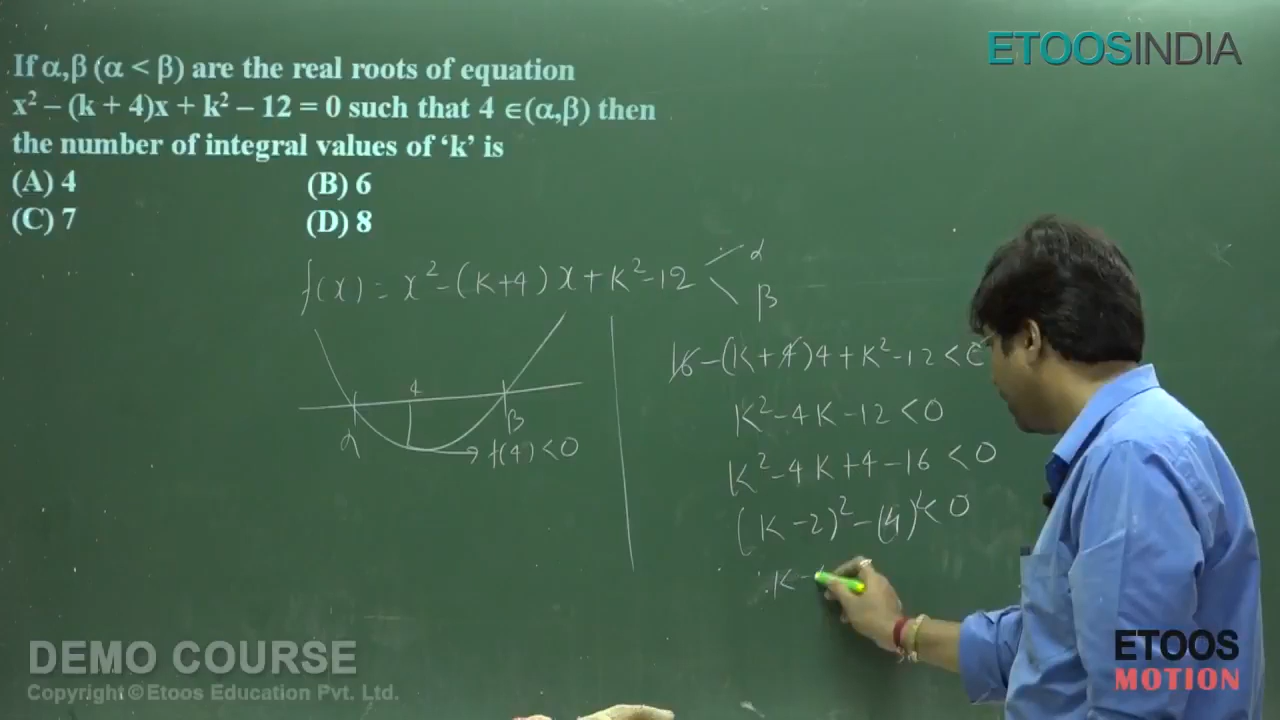 ETOOSINDIA
If α,β (α < β) are the real roots of equation
x² – (k + 4)x + k² – 12 = 0 such that 4 ∈(α,β) then
the number of integral values of ‘k’ is
(A) 4 (B) 6
(C) 7 (D) 8
f(x) = x² - (K+4) x + K² - 12 < α β
4
α β
f(4) < 0
16 - (K + 4) 4 + K² - 12 <
K² - 4K - 12 < 0
K² - 4K + 4 - 16 < 0
(K - 2)² - (4)² < 0
K -
DEMO COURSE
Copyright © Etoos Education Pvt. Ltd.
ETOOS
MOTION